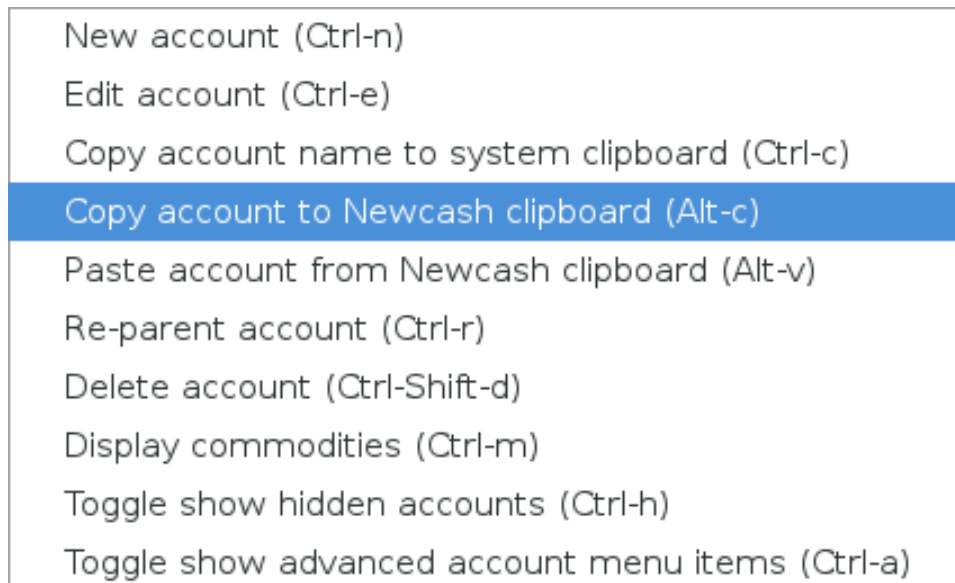 New account (Ctrl-n)
Edit account (Ctrl-e)
Copy account name to system clipboard (Ctrl-c)
Copy account to Newcash clipboard (Alt-c)
Paste account from Newcash clipboard (Alt-v)
Re-parent account (Ctrl-r)
Delete account (Ctrl-Shift-d)
Display commodities (Ctrl-m)
Toggle show hidden accounts (Ctrl-h)
Toggle show advanced account menu items (Ctrl-a)